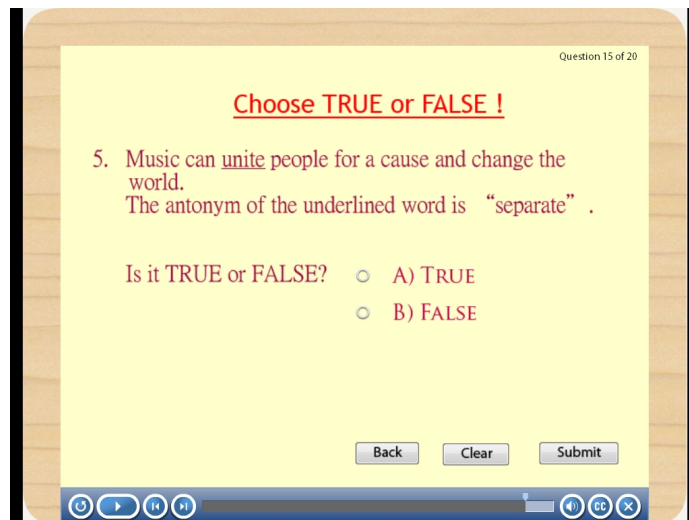 Question 15 of 20
Choose TRUE or FALSE !
5. Music can unite people for a cause and change the
world.
The antonym of the underlined word is “separate” .
Is it TRUE or FALSE?
A) TRUE
B) FALSE
Back Clear Submit
CC